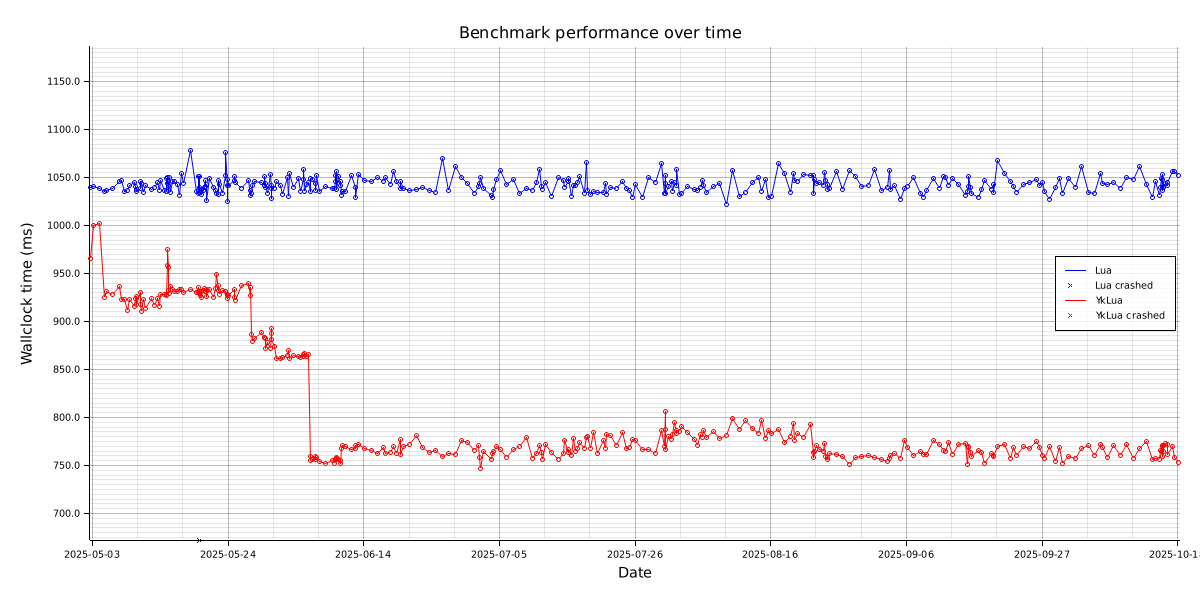 Benchmark performance over time
Wallclock time (ms)
1150.0
1100.0
1050.0
1000.0
950.0
900.0
850.0
800.0
750.0
700.0
Lua
Lua crashed
YkLua
YkLua crashed
2025-05-03
2025-05-24
2025-06-14
2025-07-05
2025-07-26
2025-08-16
2025-09-06
2025-09-27
2025-10-1
Date